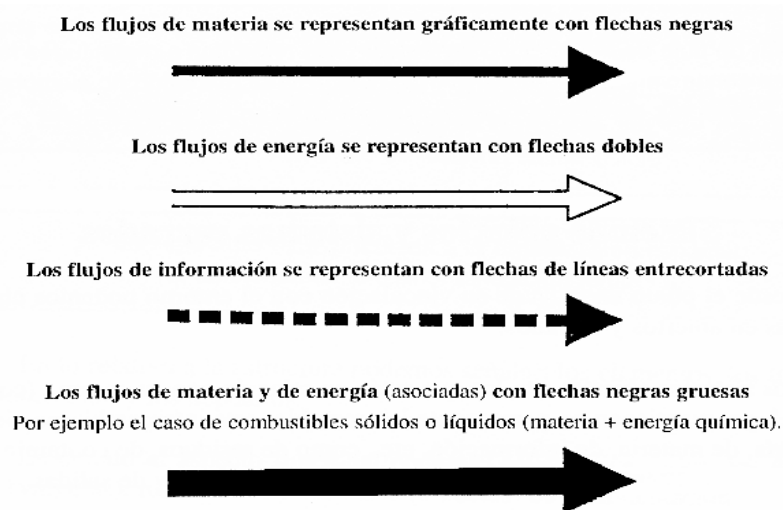 Los flujos de materia se representan gráficamente con flechas negras
Los flujos de energía se representan con flechas dobles
Los flujos de información se representan con flechas de líneas entrecortadas
Los flujos de materia y de energía (asociadas) con flechas negras gruesas
Por ejemplo el caso de combustibles sólidos o líquidos (materia + energía química).